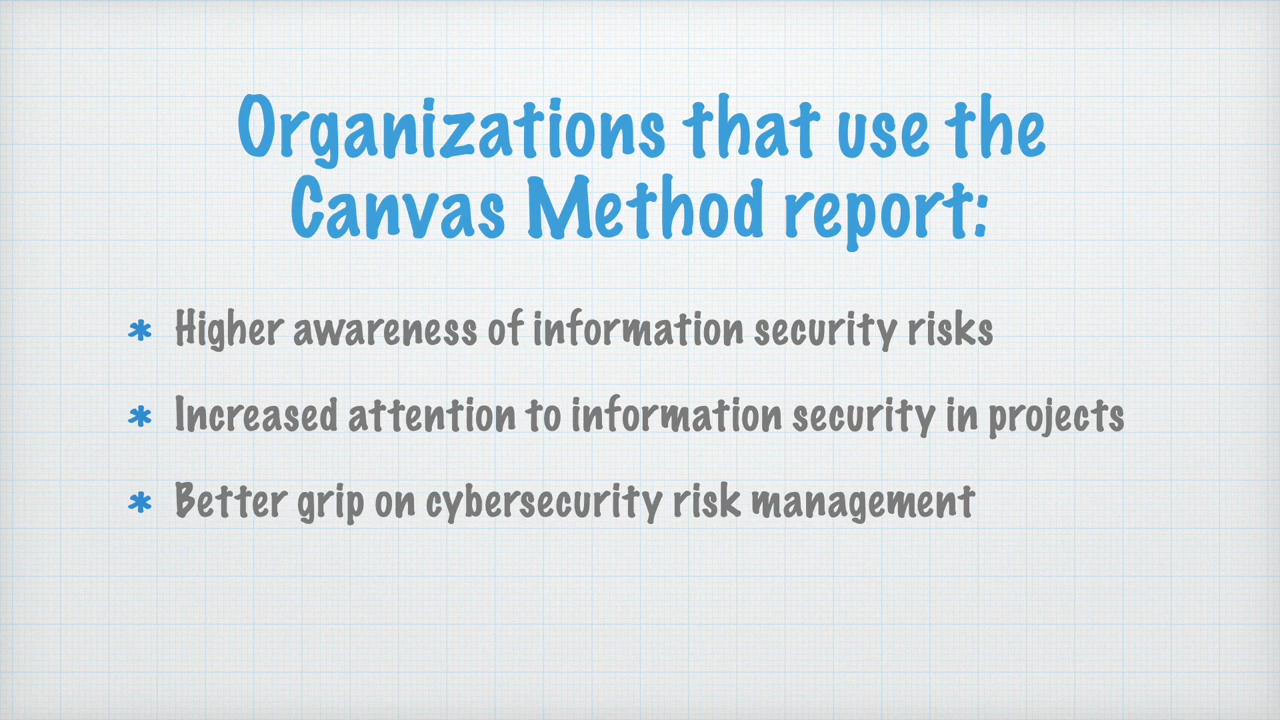 Organizations that use the
Canvas Method report:
* Higher awareness of information security risks
* Increased attention to information security in projects
* Better grip on cybersecurity risk management